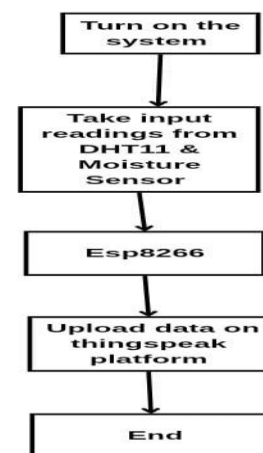 Turn on the
system
Take input
readings from
DHT11 &
Moisture
Sensor
Esp8266
Upload data on
thingspeak
platform
End